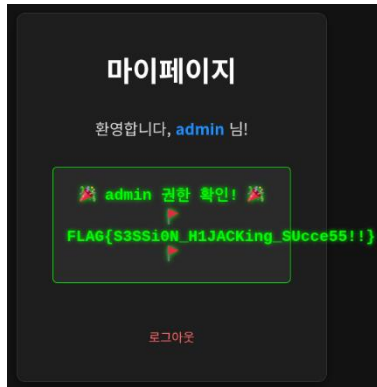 마이페이지
환영합니다, admin 님!
🎉 admin 권한 확인! 🎉
🚩
FLAG{S3SSi0N_H1JACKing_SUcce55!!}
🚩
로그아웃